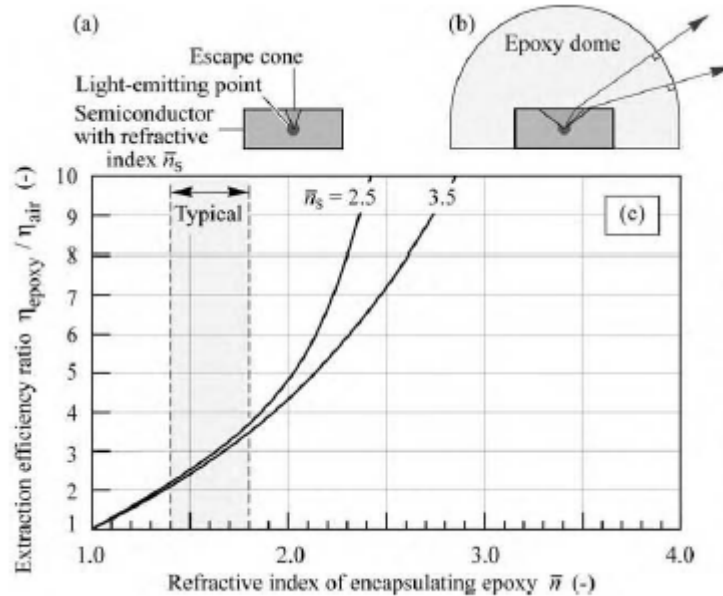 (a)
Escape cone
Light-emitting point
Semiconductor
with refractive
index n̅s
(b)
Epoxy dome
Extraction efficiency ratio ηepoxy / ηair (-)
10
9
8
7
6
5
4
3
2
1
Typical
n̅s = 2.5
3.5
(c)
1.0
2.0
3.0
4.0
Refractive index of encapsulating epoxy n̅ (-)